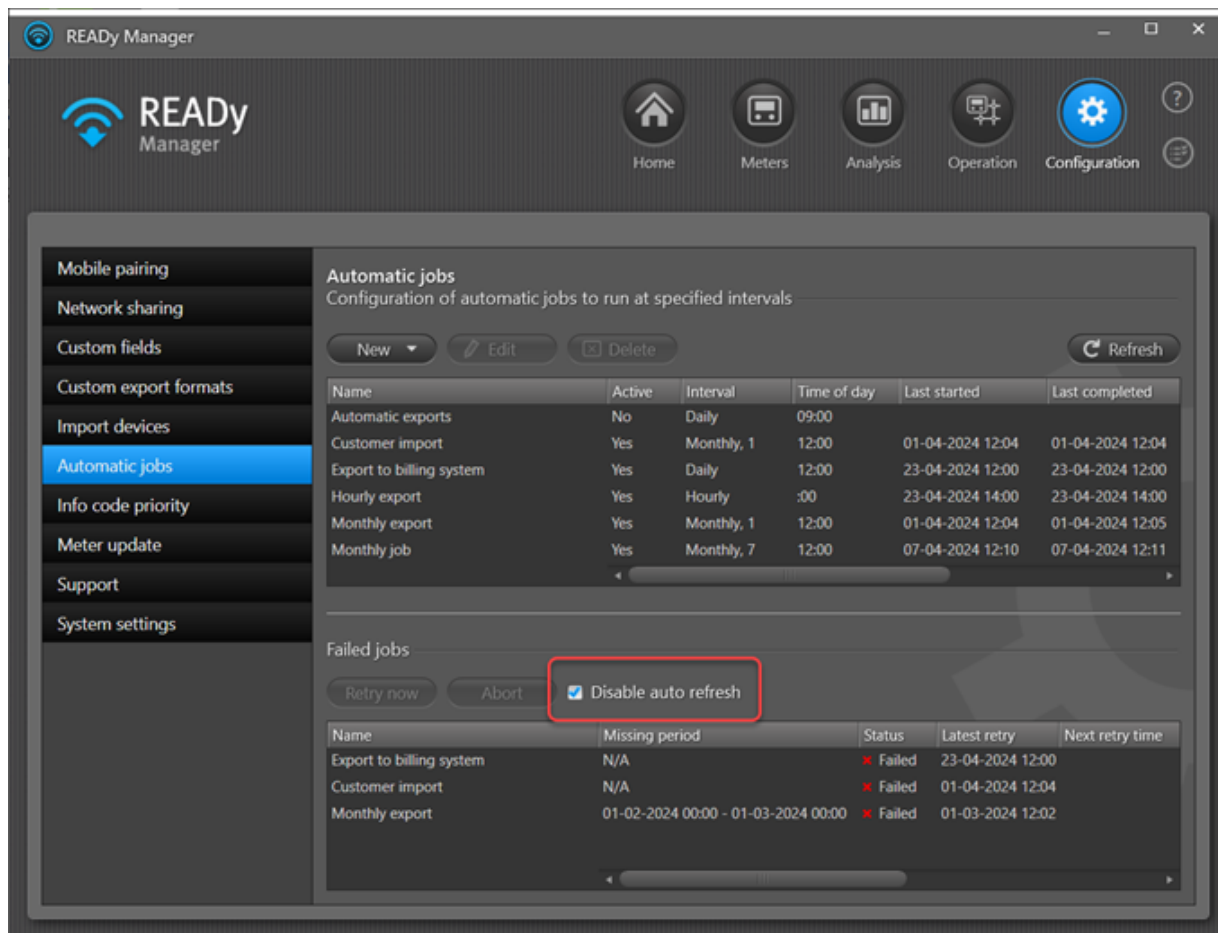 READy Manager
READy
Manager
Home Meters Analysis Operation Configuration
Mobile pairing
Network sharing
Custom fields
Custom export formats
Import devices
Automatic jobs
Info code priority
Meter update
Support
System settings
Automatic jobs
Configuration of automatic jobs to run at specified intervals
New Edit Delete Refresh
Name Active Interval Time of day Last started Last completed
Automatic exports No Daily 09:00
Customer import Yes Monthly, 1 12:00 01-04-2024 12:04 01-04-2024 12:04
Export to billing system Yes Daily 12:00 23-04-2024 12:00 23-04-2024 12:00
Hourly export Yes Hourly :00 23-04-2024 14:00 23-04-2024 14:00
Monthly export Yes Monthly, 1 12:00 01-04-2024 12:04 01-04-2024 12:05
Monthly job Yes Monthly, 7 12:00 07-04-2024 12:10 07-04-2024 12:11
Failed jobs
Retry now Abort Disable auto refresh
Name Missing period Status Latest retry Next retry time
Export to billing system N/A Failed 23-04-2024 12:00
Customer import N/A Failed 01-04-2024 12:04
Monthly export 01-02-2024 00:00 - 01-03-2024 00:00 Failed 01-03-2024 12:02